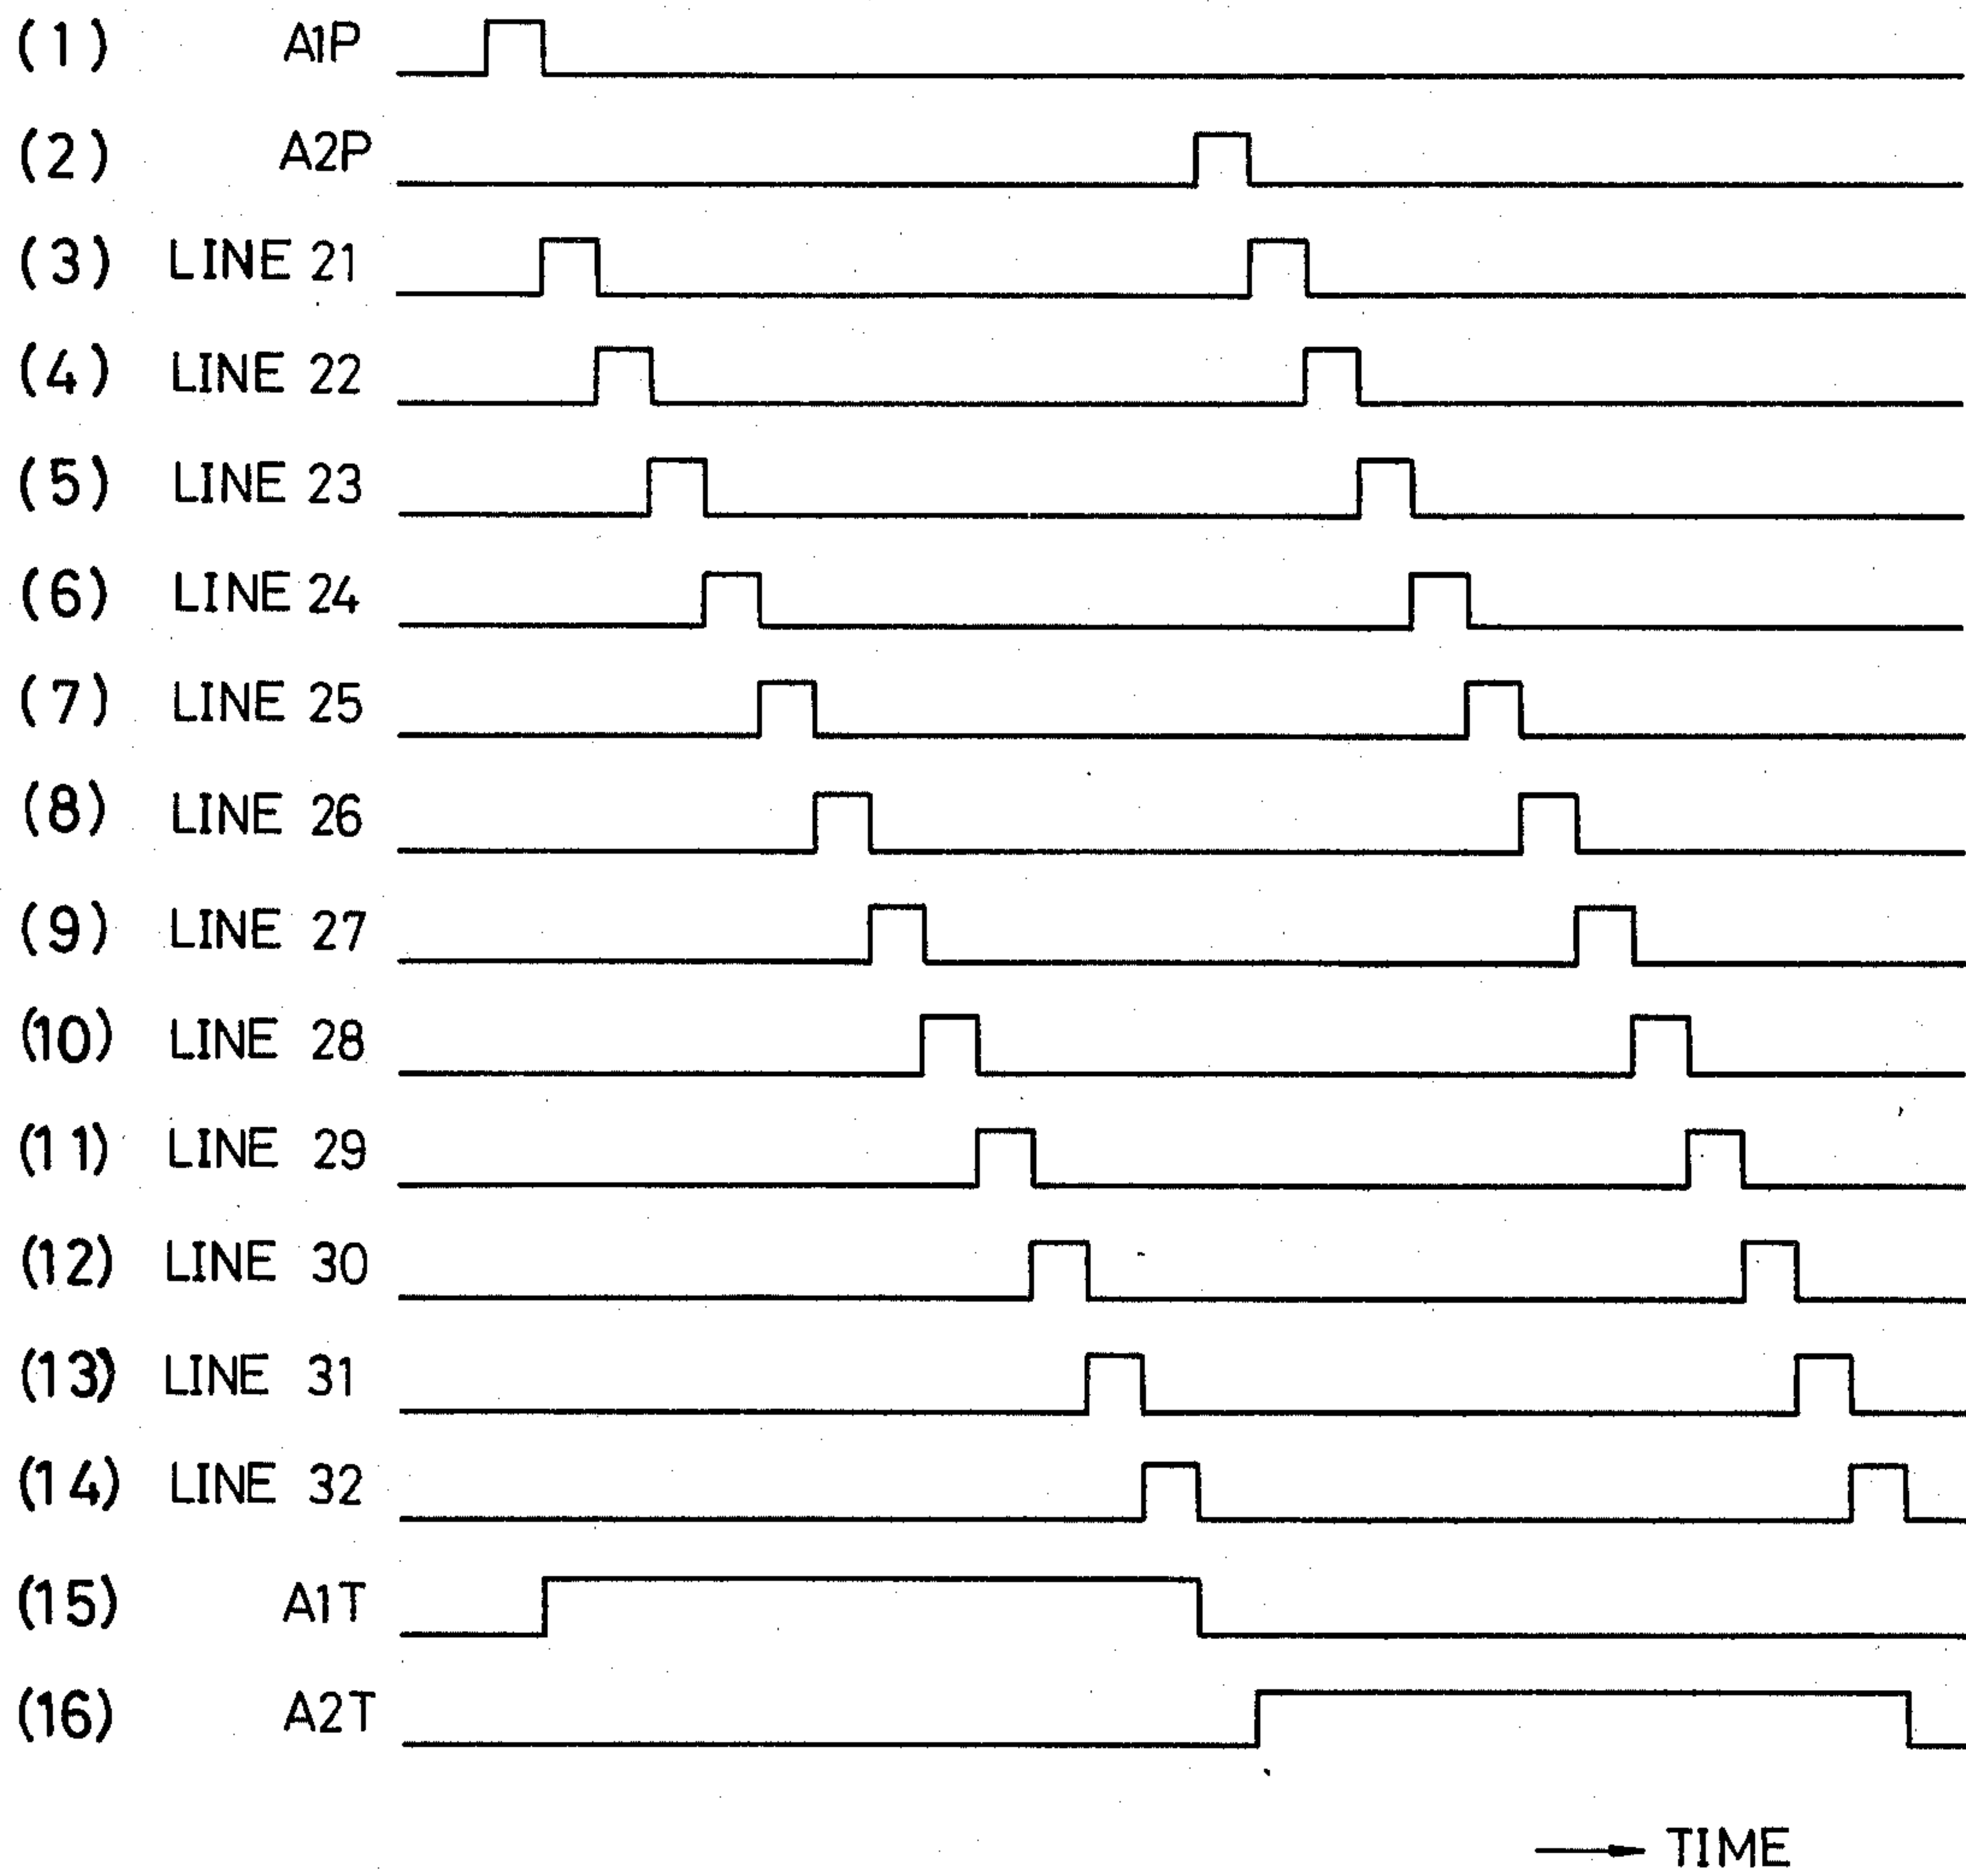 (1) A1P
(2) A2P
(3) LINE 21
(4) LINE 22
(5) LINE 23
(6) LINE 24
(7) LINE 25
(8) LINE 26
(9) LINE 27
(10) LINE 28
(11) LINE 29
(12) LINE 30
(13) LINE 31
(14) LINE 32
(15) A1T
(16) A2T
TIME